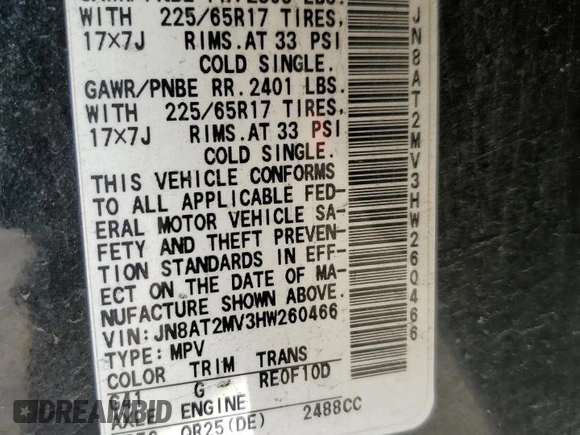 GAWR/PNBE
WITH 225/65R17 TIRES,
17×7J RIMS.AT 33 PSI
COLD SINGLE.
GAWR/PNBE RR.2401 LBS.
WITH 225/65R17 TIRES,
17×7J RIMS.AT 33 PSI
COLD SINGLE.
THIS VEHICLE CONFORMS
TO ALL APPLICABLE FED-
ERAL MOTOR VEHICLE SA-
FETY AND THEFT PREVEN-
TION STANDARDS IN EFF-
ECT ON THE DATE OF MA-
NUFACTURE SHOWN ABOVE.
VIN:JN8AT2MV3HW260466
TYPE:MPV
COLOR TRIM TRANS
G RE0F10D
AXLE ENGINE
QR25(DE) 2488CC
JN8AT2MV3HW260466
DREAMBID